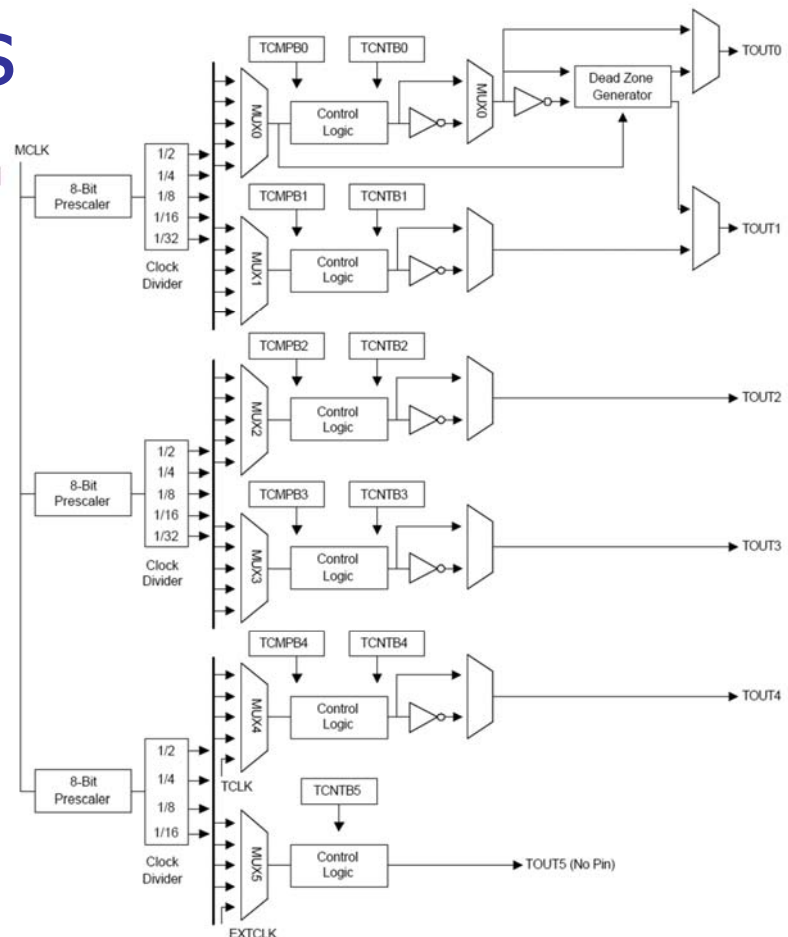 S
TCMPB0
TCNTB0
TOUT0
MUX0
Control
Logic
MUX0
Dead Zone
Generator
MCLK
8-Bit
Prescaler
1/2
1/4
1/8
1/16
1/32
Clock
Divider
TCMPB1
TCNTB1
MUX1
Control
Logic
TOUT1
TCMPB2
TCNTB2
MUX2
Control
Logic
TOUT2
8-Bit
Prescaler
1/2
1/4
1/8
1/16
1/32
Clock
Divider
TCMPB3
TCNTB3
MUX3
Control
Logic
TOUT3
TCMPB4
TCNTB4
MUX4
Control
Logic
TOUT4
TCLK
8-Bit
Prescaler
1/2
1/4
1/8
1/16
Clock
Divider
TCNTB5
MUX5
Control
Logic
TOUT5 (No Pin)
EXTCLK